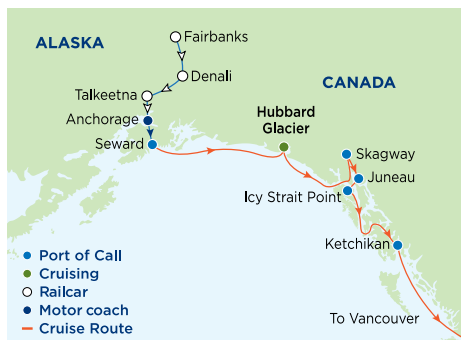 Fairbanks
ALASKA
Denali
CANADA
Talkeetna
Hubbard
Glacier
Anchorage
Seward
Skagway
Juneau
Icy Strait Point
Ketchikan
Port of Call
Cruising
Railcar
Motor coach
Cruise Route
To Vancouver